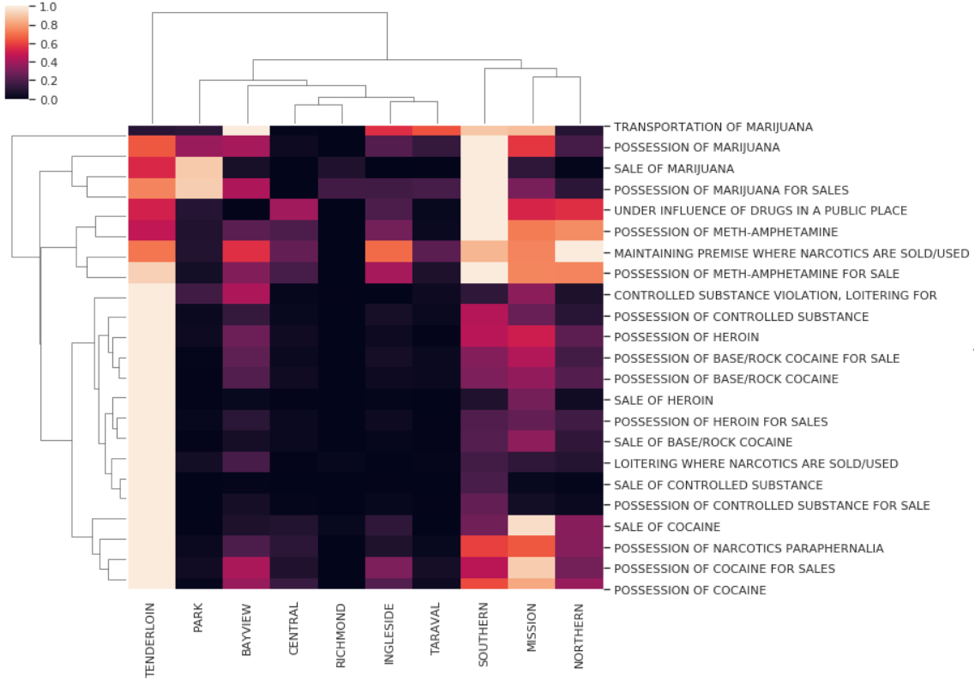 1.0
0.8
0.6
0.4
0.2
0.0
TRANSPORTATION OF MARIJUANA
POSSESSION OF MARIJUANA
SALE OF MARIJUANA
POSSESSION OF MARIJUANA FOR SALES
UNDER INFLUENCE OF DRUGS IN A PUBLIC PLACE
POSSESSION OF METH-AMPHETAMINE
MAINTAINING PREMISE WHERE NARCOTICS ARE SOLD/USED
POSSESSION OF METH-AMPHETAMINE FOR SALE
CONTROLLED SUBSTANCE VIOLATION, LOITERING FOR
POSSESSION OF CONTROLLED SUBSTANCE
POSSESSION OF HEROIN
POSSESSION OF BASE/ROCK COCAINE FOR SALE
POSSESSION OF BASE/ROCK COCAINE
SALE OF HEROIN
POSSESSION OF HEROIN FOR SALES
SALE OF BASE/ROCK COCAINE
LOITERING WHERE NARCOTICS ARE SOLD/USED
SALE OF CONTROLLED SUBSTANCE
POSSESSION OF CONTROLLED SUBSTANCE FOR SALE
SALE OF COCAINE
POSSESSION OF NARCOTICS PARAPHERNALIA
POSSESSION OF COCAINE FOR SALES
POSSESSION OF COCAINE
TENDERLOIN
PARK
BAYVIEW
CENTRAL
RICHMOND
INGLESIDE
TARAVAL
SOUTHERN
MISSION
NORTHERN